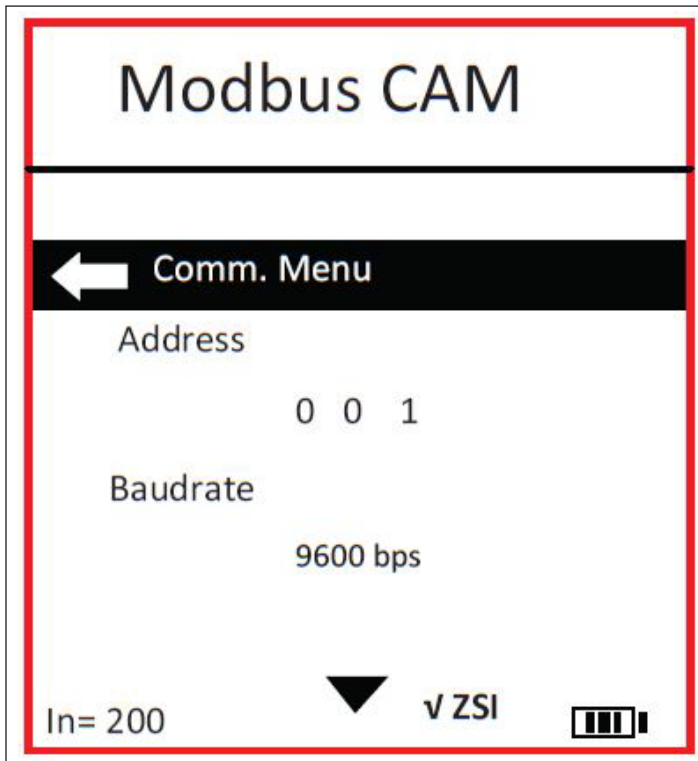 Modbus CAM
Comm. Menu
Address
0 0 1
Baudrate
9600 bps
In= 200 √ ZSI